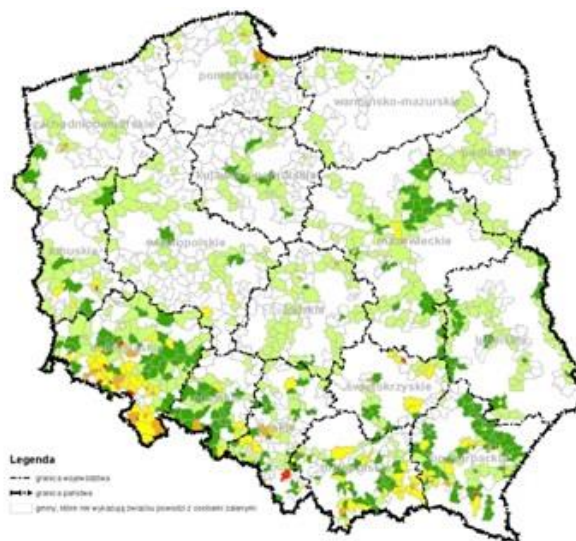 pomorskie
warmińsko-mazurskie
zachodniopomorskie
podlaskie
kujawsko-pomorskie
mazowieckie
wielkopolskie
lubuskie
łódzkie
lubelskie
świętokrzyskie
podkarpackie
Legenda
granica województwa
granica państwa
gminy, które nie wykazują związku powodzi z osobami zalanymi